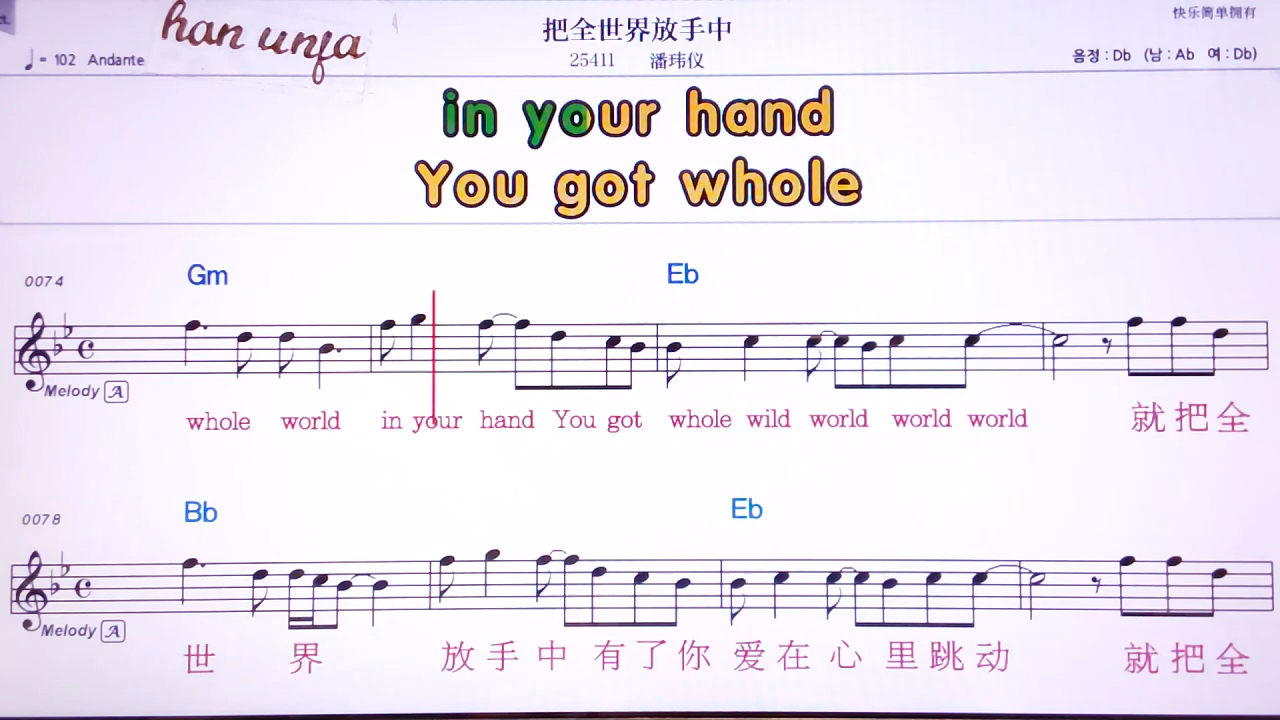 han unja
把全世界放手中
快乐简单拥有
♩= 102 Andante
25411 潘玮仪
음정 : Db (남 : Ab 여 : Db)
in your hand
You got whole
0074
Gm Eb
Melody A
whole world in your hand You got whole wild world world world 就把全
0078
Bb Eb
Melody A
世界 放手中有了你爱在心里跳动 就把全